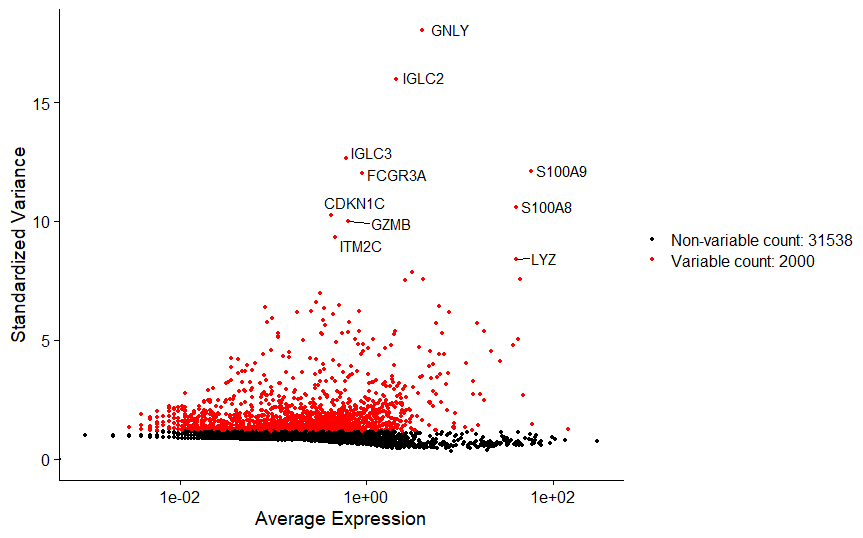 GNLY
IGLC2
IGLC3
FCGR3A
S100A9
CDKN1C
S100A8
GZMB
ITM2C
LYZ
Standardized Variance
15
10
5
0
1e-02
1e+00
1e+02
Average Expression
Non-variable count: 31538
Variable count: 2000